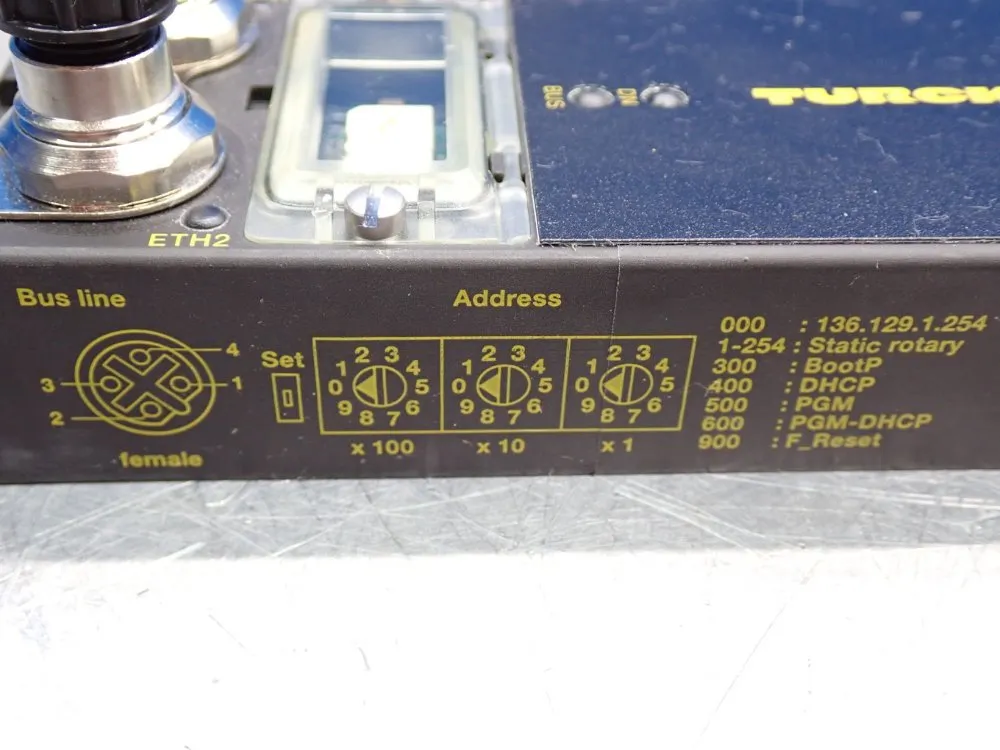 BUS
ETH2
TURCK
Bus line
4
3
1
2
female
Set
Address
0 1 2 3 4 5 6 7 8 9
0 1 2 3 4 5 6 7 8 9
0 1 2 3 4 5 6 7 8 9
x 100
x 10
x 1
000 : 136.129.1.254
1-254 : Static rotary
300 : BootP
400 : DHCP
500 : PGM
600 : PGM-DHCP
900 : F_Reset